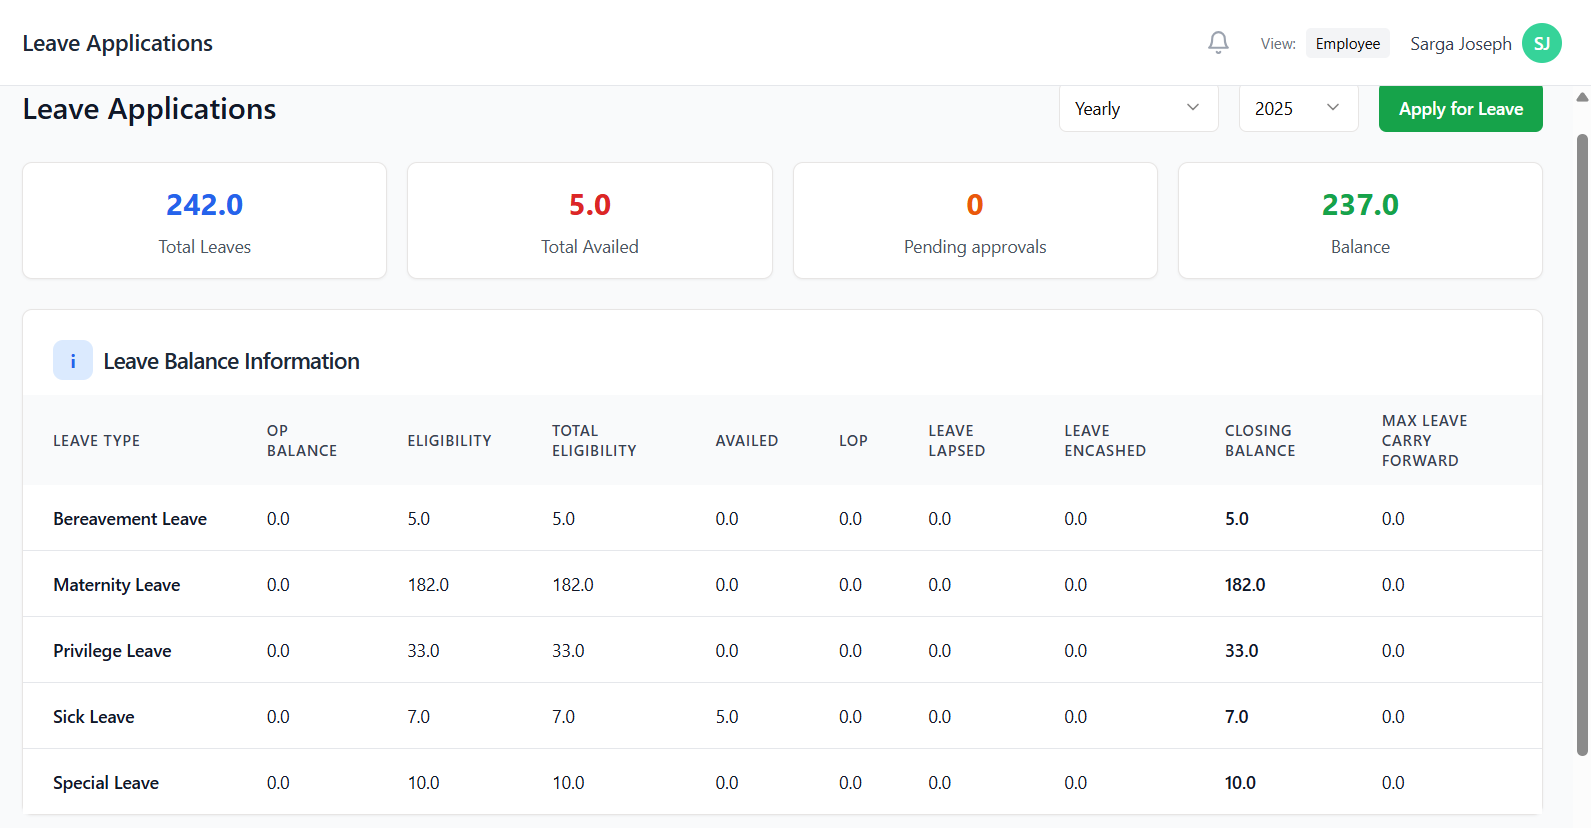 Leave Applications
View: Employee Sarga Joseph SJ
Leave Applications
Yearly 2025 Apply for Leave
242.0 5.0 0 237.0
Total Leaves Total Availed Pending approvals Balance
i Leave Balance Information
LEAVE TYPE OP BALANCE ELIGIBILITY TOTAL ELIGIBILITY AVAILED LOP LEAVE LAPSED LEAVE ENCASHED CLOSING BALANCE MAX LEAVE CARRY FORWARD
Bereavement Leave 0.0 5.0 5.0 0.0 0.0 0.0 0.0 5.0 0.0
Maternity Leave 0.0 182.0 182.0 0.0 0.0 0.0 0.0 182.0 0.0
Privilege Leave 0.0 33.0 33.0 0.0 0.0 0.0 0.0 33.0 0.0
Sick Leave 0.0 7.0 7.0 5.0 0.0 0.0 0.0 7.0 0.0
Special Leave 0.0 10.0 10.0 0.0 0.0 0.0 0.0 10.0 0.0